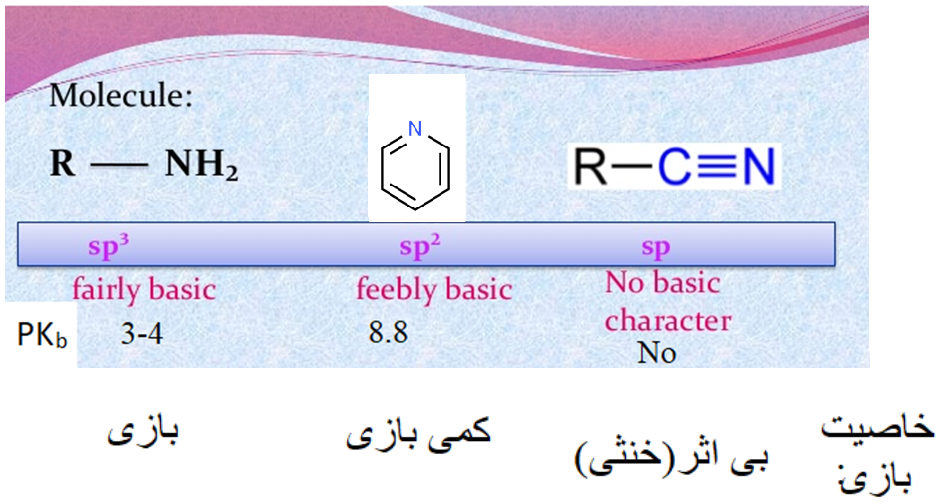 Molecule:
R — NH₂
N
R–C≡N
sp³ sp² sp
fairly basic feebly basic No basic character
PKb 3-4 8.8 No
خاصیت بازی: بازی کمی بازی بی اثر(خنثی)